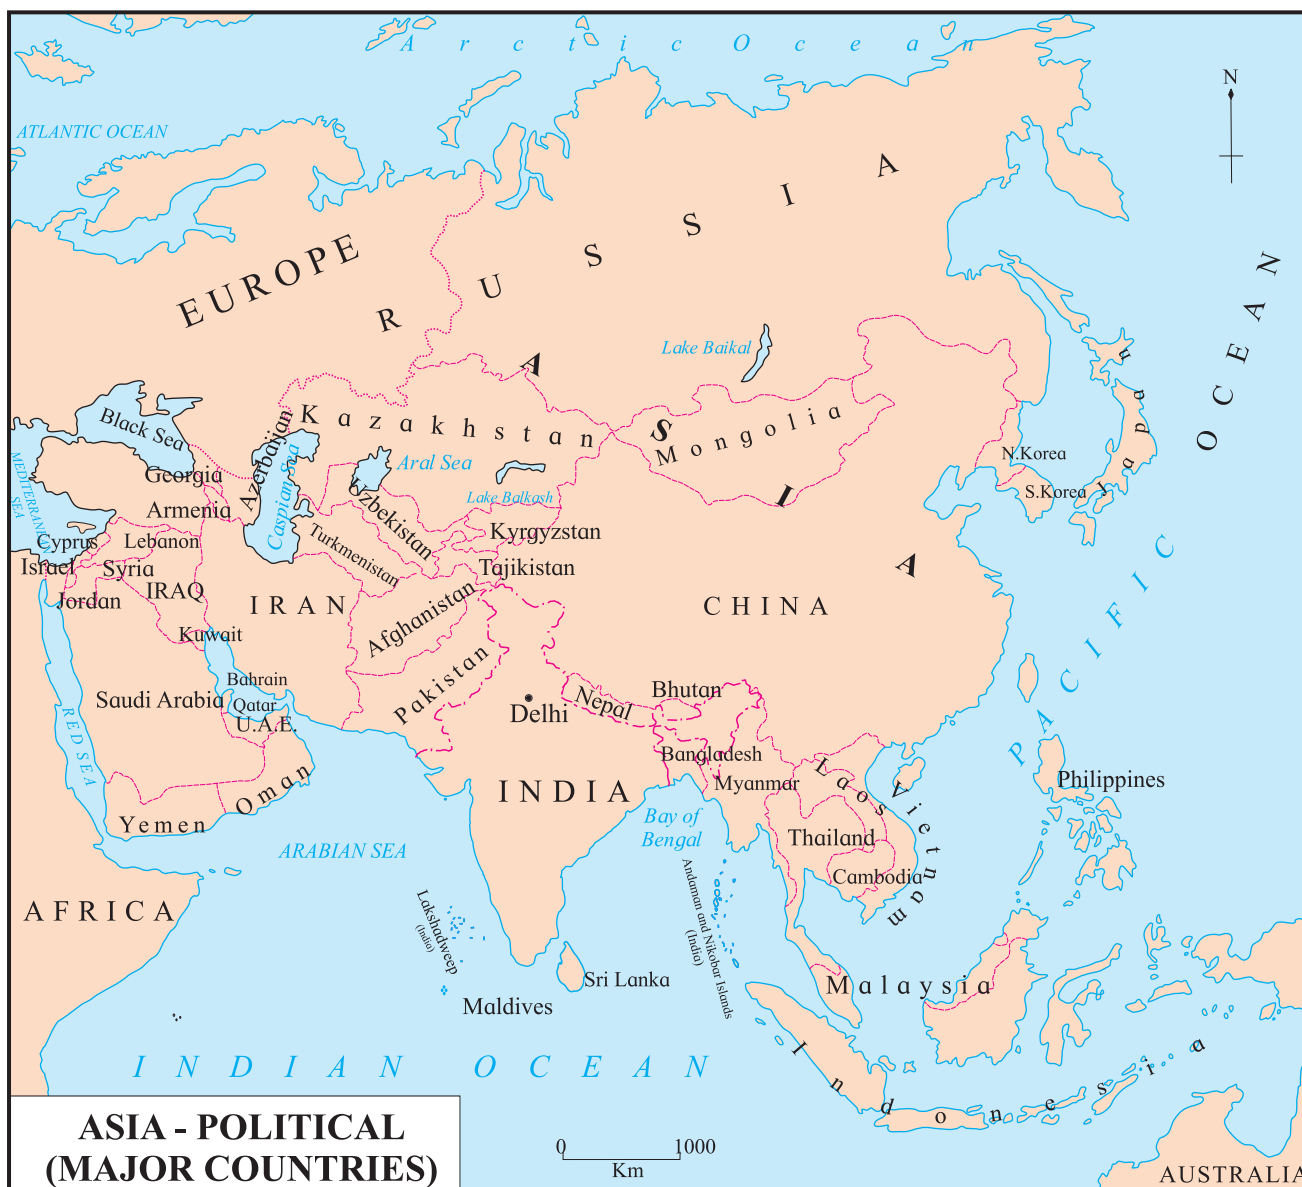 Arctic Ocean
N
ATLANTIC OCEAN
EUROPE
RUSSIA
ASIA
PACIFIC OCEAN
Lake Baikal
Black Sea
Kazakhstan
Mongolia
Japan
MEDITERRANEAN
SEA
Georgia
Azerbaijan
Caspian Sea
Aral Sea
Lake Balkash
N.Korea
S.Korea
Armenia
Uzbekistan
Turkmenistan
Kyrgyzstan
Cyprus
Lebanon
Israel
Syria
Tajikistan
Jordan
IRAQ
IRAN
Afghanistan
CHINA
Kuwait
Pakistan
Bahrain
Saudi Arabia
Qatar
U.A.E.
Delhi
Nepal
Bhutan
RED SEA
Bangladesh
Oman
INDIA
Myanmar
Laos
Vietnam
Philippines
Yemen
ARABIAN SEA
Bay of
Bengal
Thailand
Cambodia
AFRICA
Lakshadweep
(India)
Andaman and Nikobar Islands
(India)
Sri Lanka
Maldives
Malaysia
INDIAN OCEAN
Indonesia
ASIA - POLITICAL
(MAJOR COUNTRIES)
0 1000
Km
AUSTRALIA